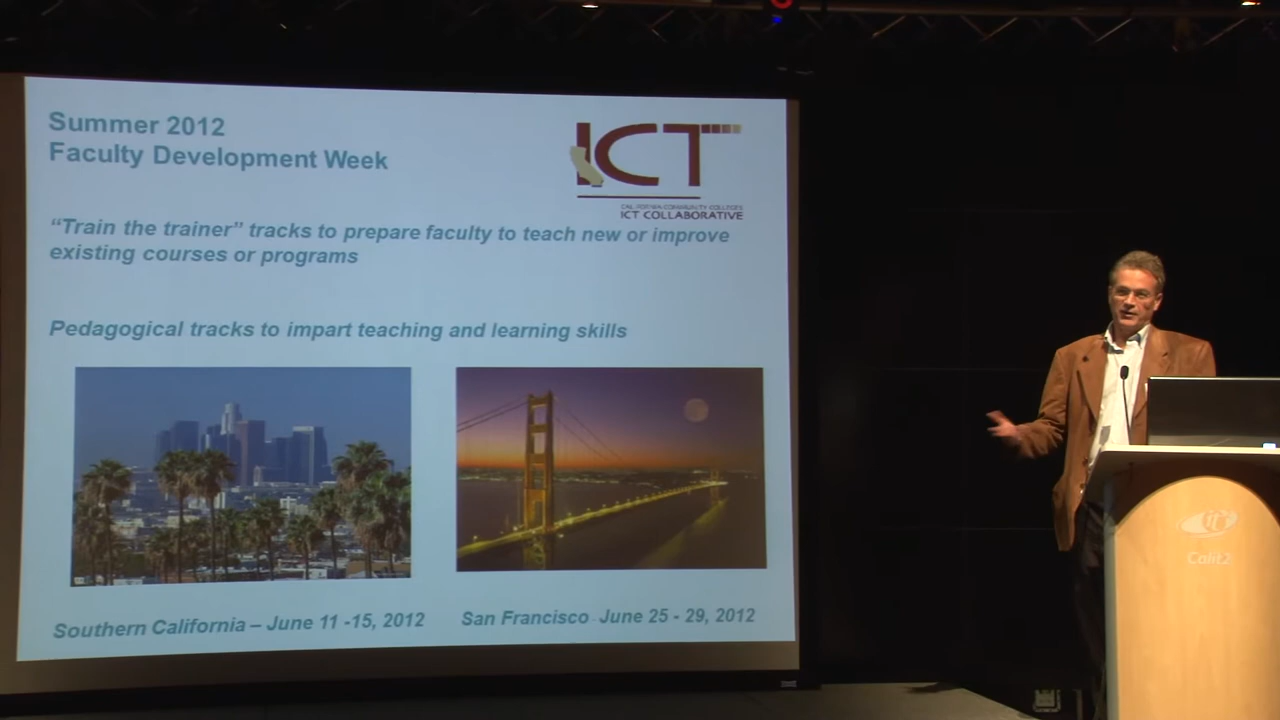 Summer 2012
Faculty Development Week
ICT
CALIFORNIA COMMUNITY COLLEGES
ICT COLLABORATIVE
“Train the trainer” tracks to prepare faculty to teach new or improve
existing courses or programs
Pedagogical tracks to impart teaching and learning skills
Southern California – June 11 -15, 2012
San Francisco - June 25 - 29, 2012
Calit2